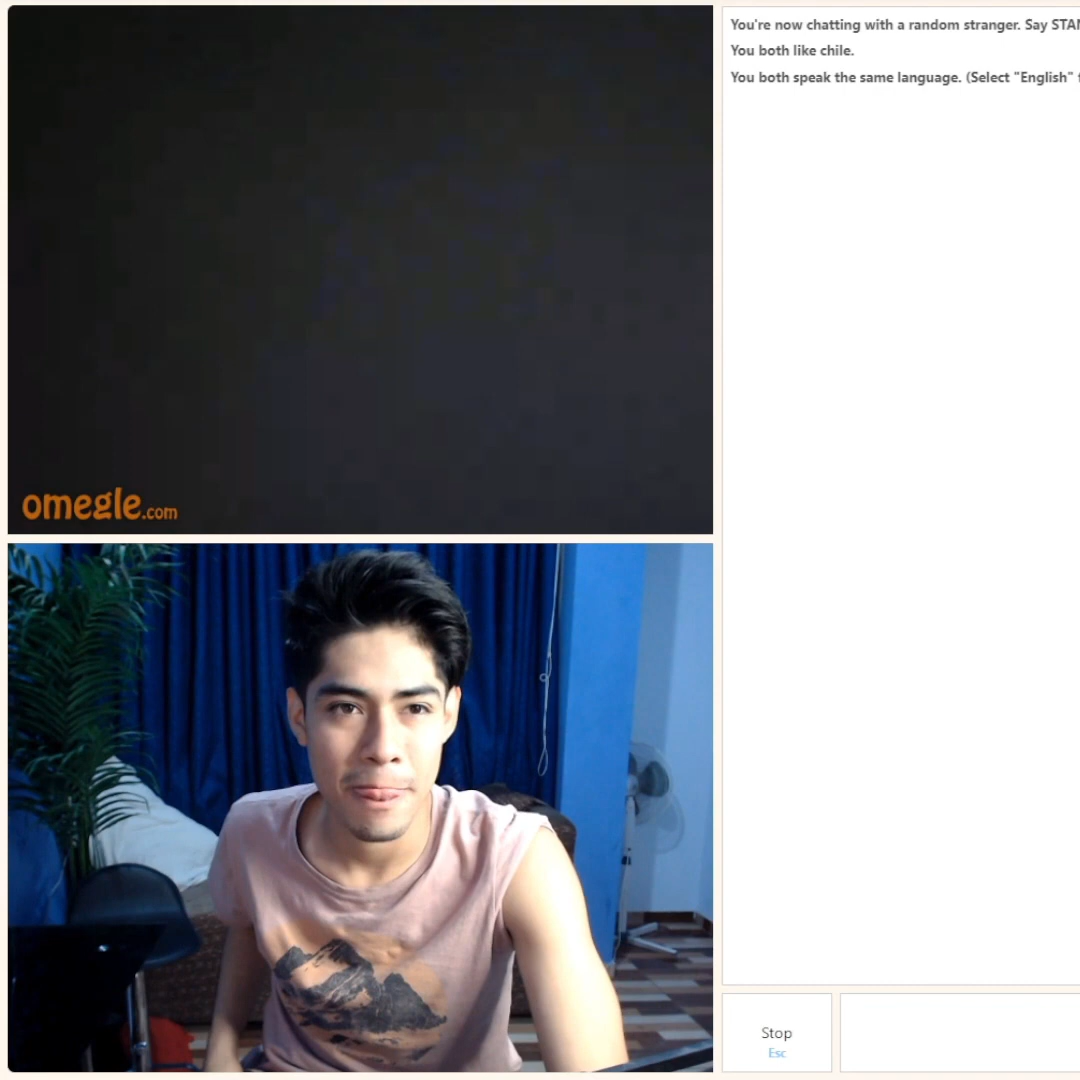 You're now chatting with a random stranger. Say
You both like chile.
You both speak the same language. (Select "English"
omegle.com
Stop
Esc